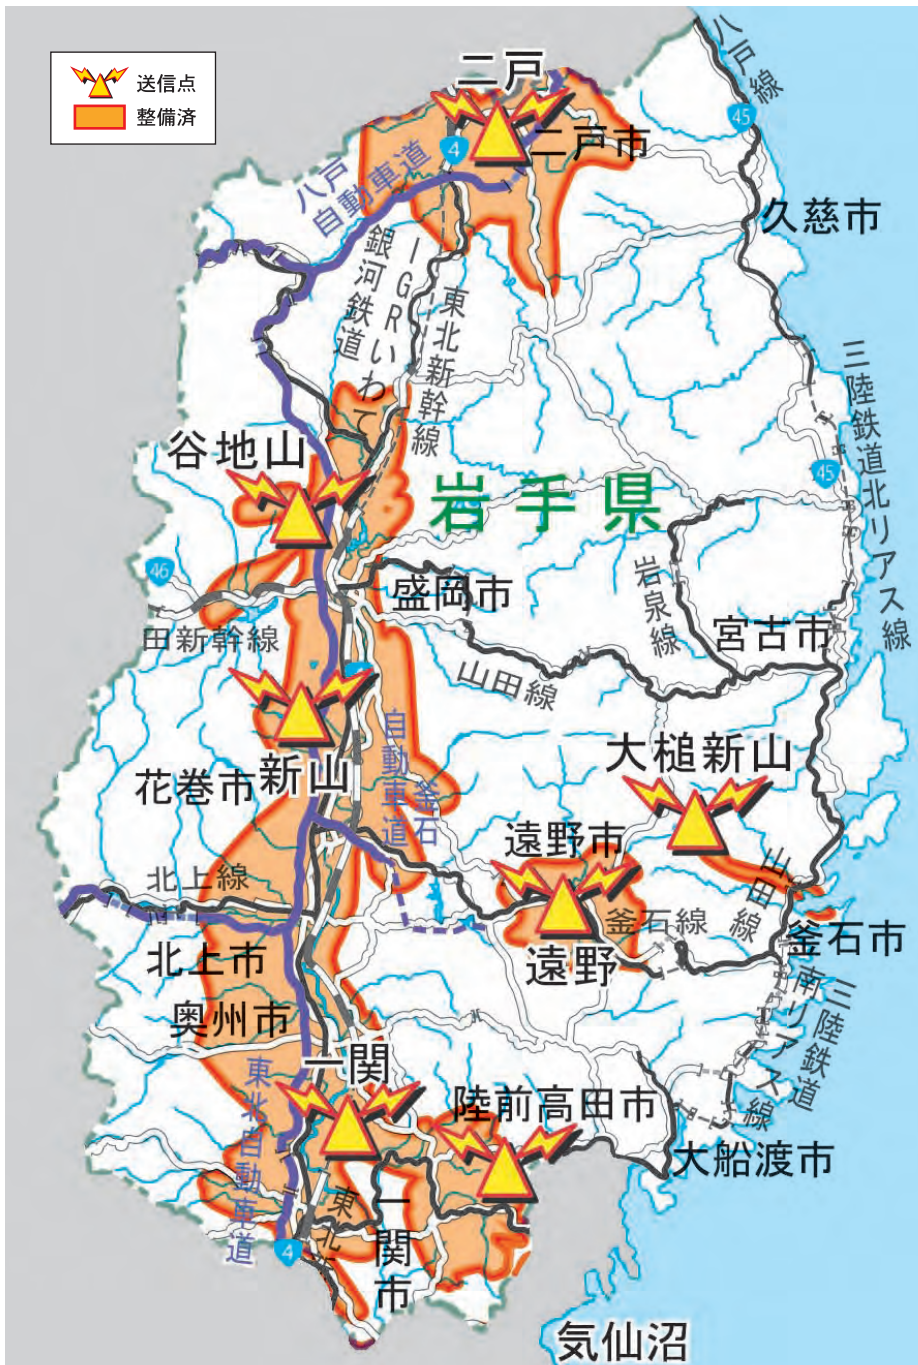 送信点
整備済
二戸
二戸市
八戸線
45
4
八戸
自動車道
久慈市
IGRいわて
銀河鉄道
東北新幹線
三陸鉄道北リアス線
45
谷地山
岩手県
46
盛岡市
岩泉線
宮古市
田新幹線
山田線
大槌新山
自動車道
釜石
花巻市
新山
遠野市
山田線
北上線
釜石線
釜石市
遠野
北上市
三陸鉄道
南リアス線
奥州市
一関
陸前高田市
東北自動車道
大船渡市
一関市
東北
4
気仙沼